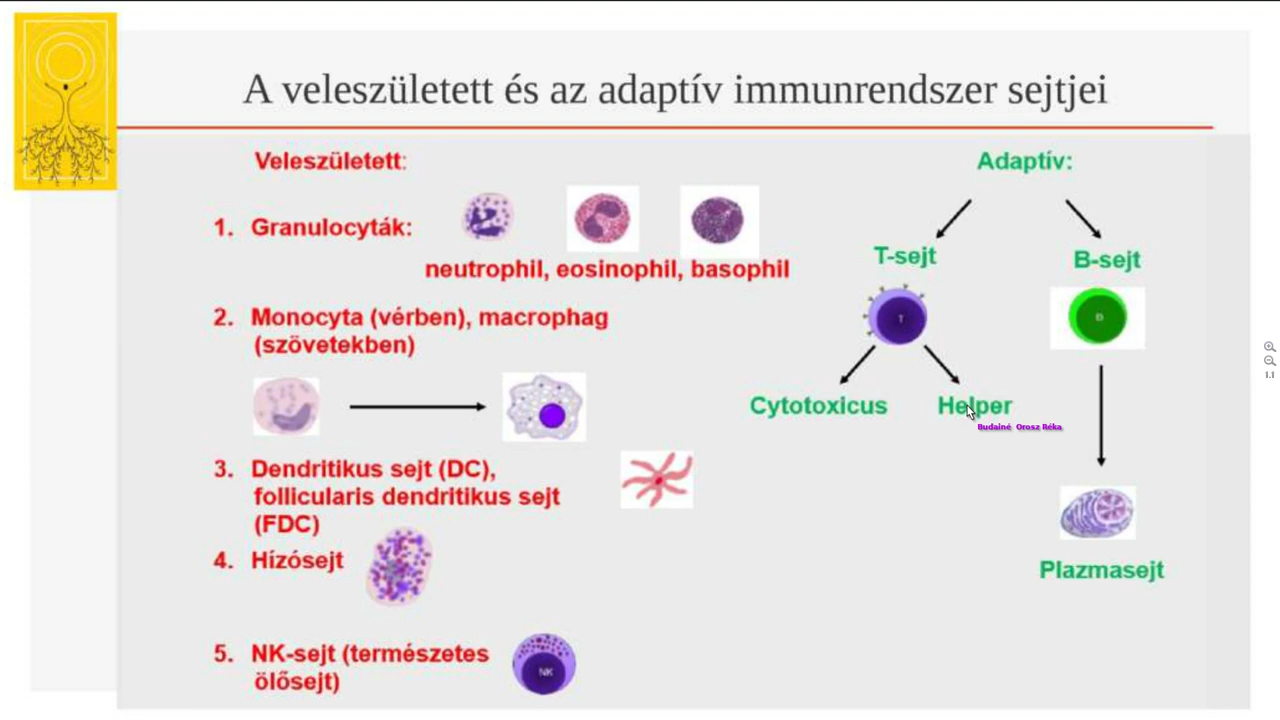 A veleszületett és az adaptív immunrendszer sejtjei
Veleszületett:
1. Granulocyták:
neutrophil, eosinophil, basophil
2. Monocyta (vérben), macrophag
(szövetekben)
3. Dendritikus sejt (DC),
follicularis dendritikus sejt
(FDC)
4. Hízósejt
5. NK-sejt (természetes
ölősejt)
NK
Adaptív:
T-sejt
B-sejt
T
B
Cytotoxicus
Helper
Budainé Orosz Réka
Plazmasejt
1:1